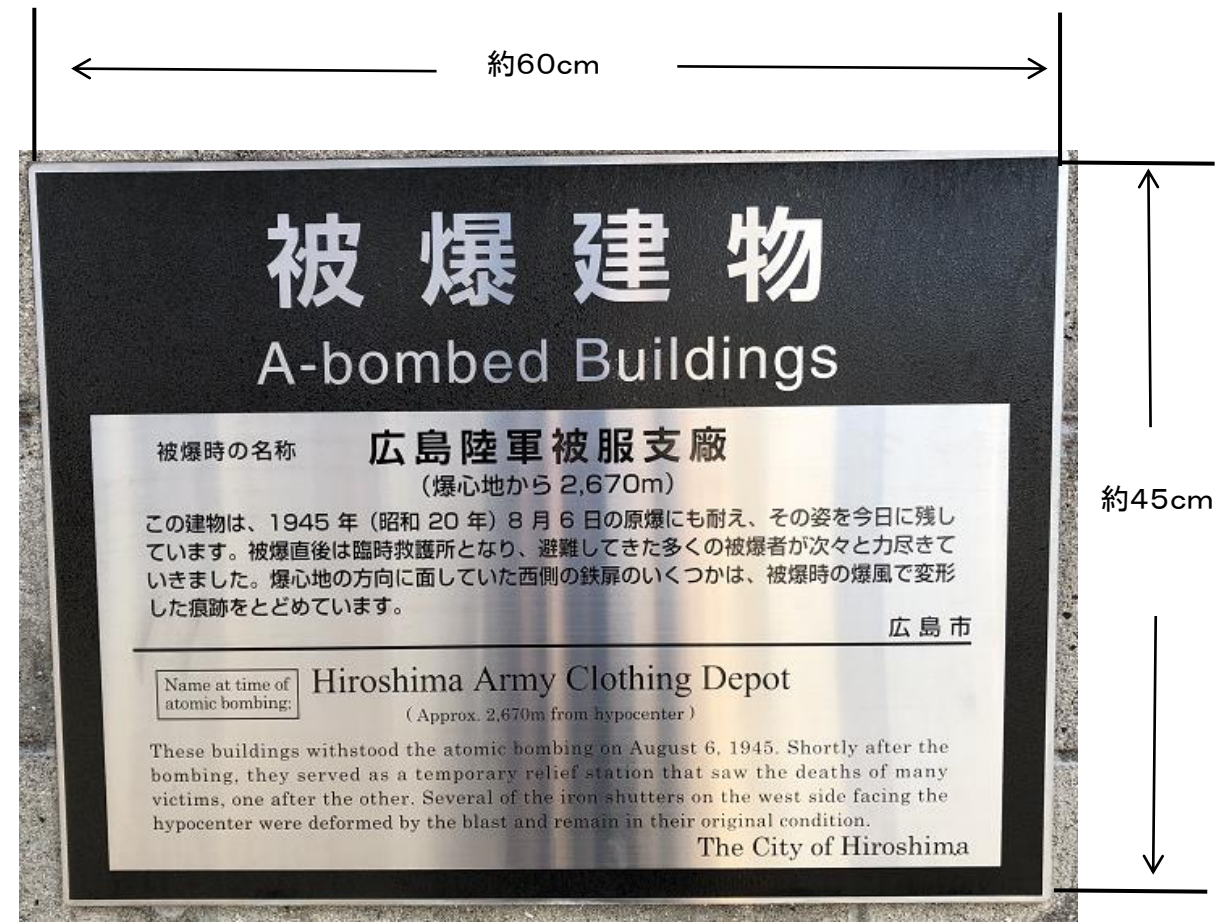 約60cm
約45cm
被爆建物
A-bombed Buildings
被爆時の名称 広島陸軍被服支廠
（爆心地から 2,670m）
この建物は、1945 年（昭和 20 年）8 月 6 日の原爆にも耐え、その姿を今日に残し
ています。被爆直後は臨時救護所となり、避難してきた多くの被爆者が次々と力尽きて
いきました。爆心地の方向に面していた西側の鉄扉のいくつかは、被爆時の爆風で変形
した痕跡をとどめています。
広島市
Name at time of
atomic bombing:
Hiroshima Army Clothing Depot
( Approx. 2,670m from hypocenter )
These buildings withstood the atomic bombing on August 6, 1945. Shortly after the
bombing, they served as a temporary relief station that saw the deaths of many
victims, one after the other. Several of the iron shutters on the west side facing the
hypocenter were deformed by the blast and remain in their original condition.
The City of Hiroshima